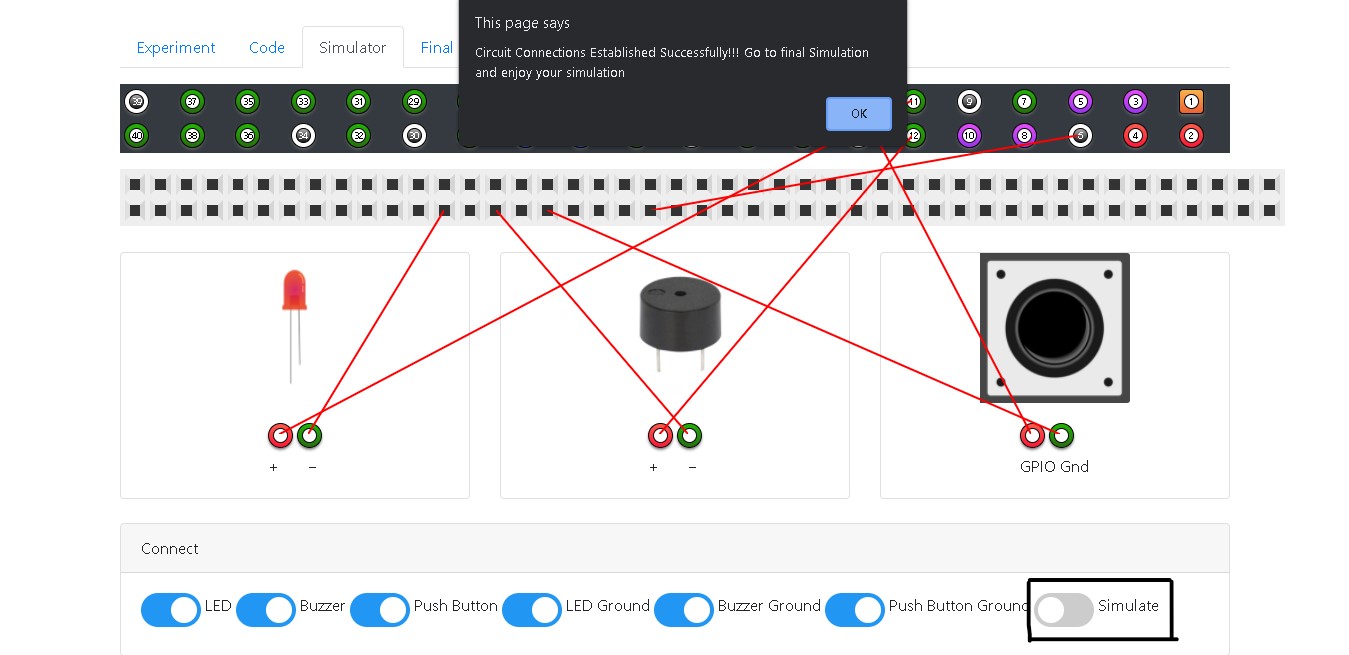 This page says
Circuit Connections Established Successfully!!! Go to final Simulation
and enjoy your simulation
OK
Experiment Code Simulator Final
39 37 35 33 31 29 11 9 7 5 3 1
40 38 36 34 32 30 12 10 8 6 4 2
+ − + − GPIO Gnd
Connect
LED Buzzer Push Button LED Ground Buzzer Ground Push Button Ground Simulate